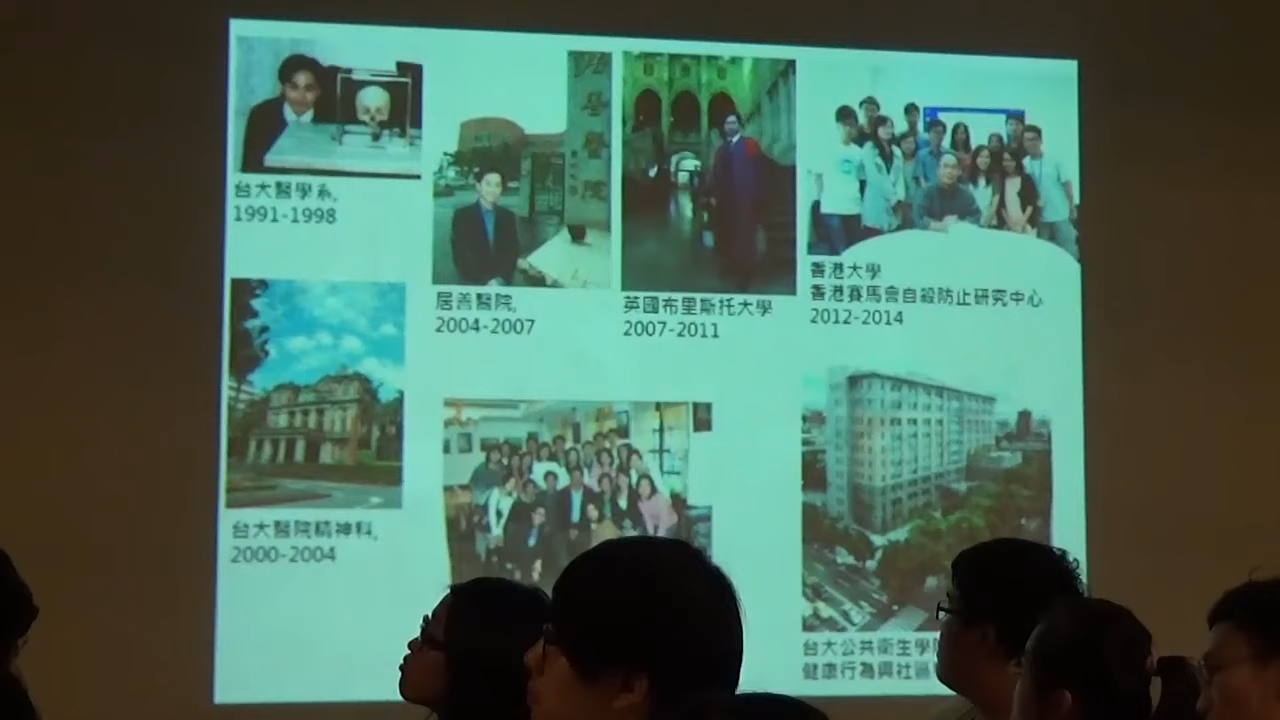 台大醫學系,
1991-1998
居善醫院,
2004-2007
英國布里斯托大學
2007-2011
香港大學
香港賽馬會自殺防止研究中心
2012-2014
台大醫院精神科,
2000-2004
台大公共衛生學
健康行為與社區